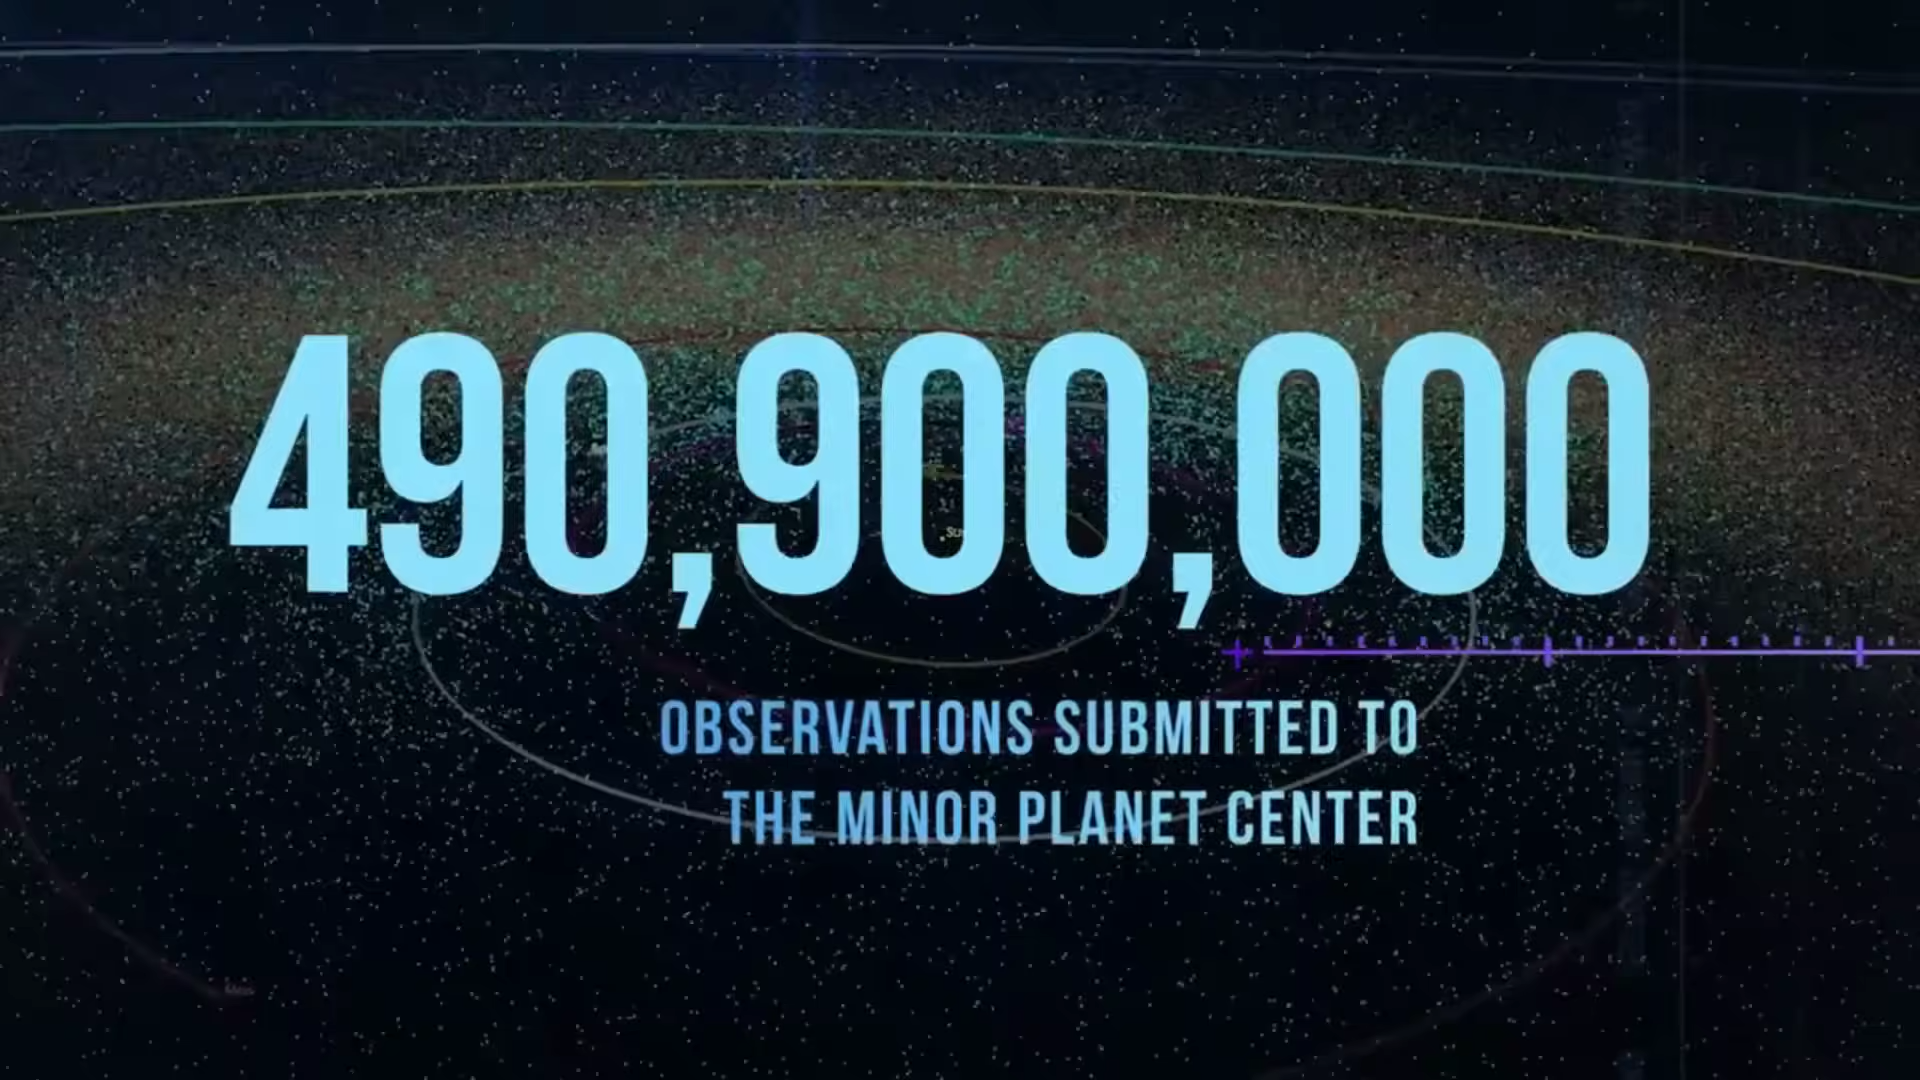 490,900,000
OBSERVATIONS SUBMITTED TO
THE MINOR PLANET CENTER